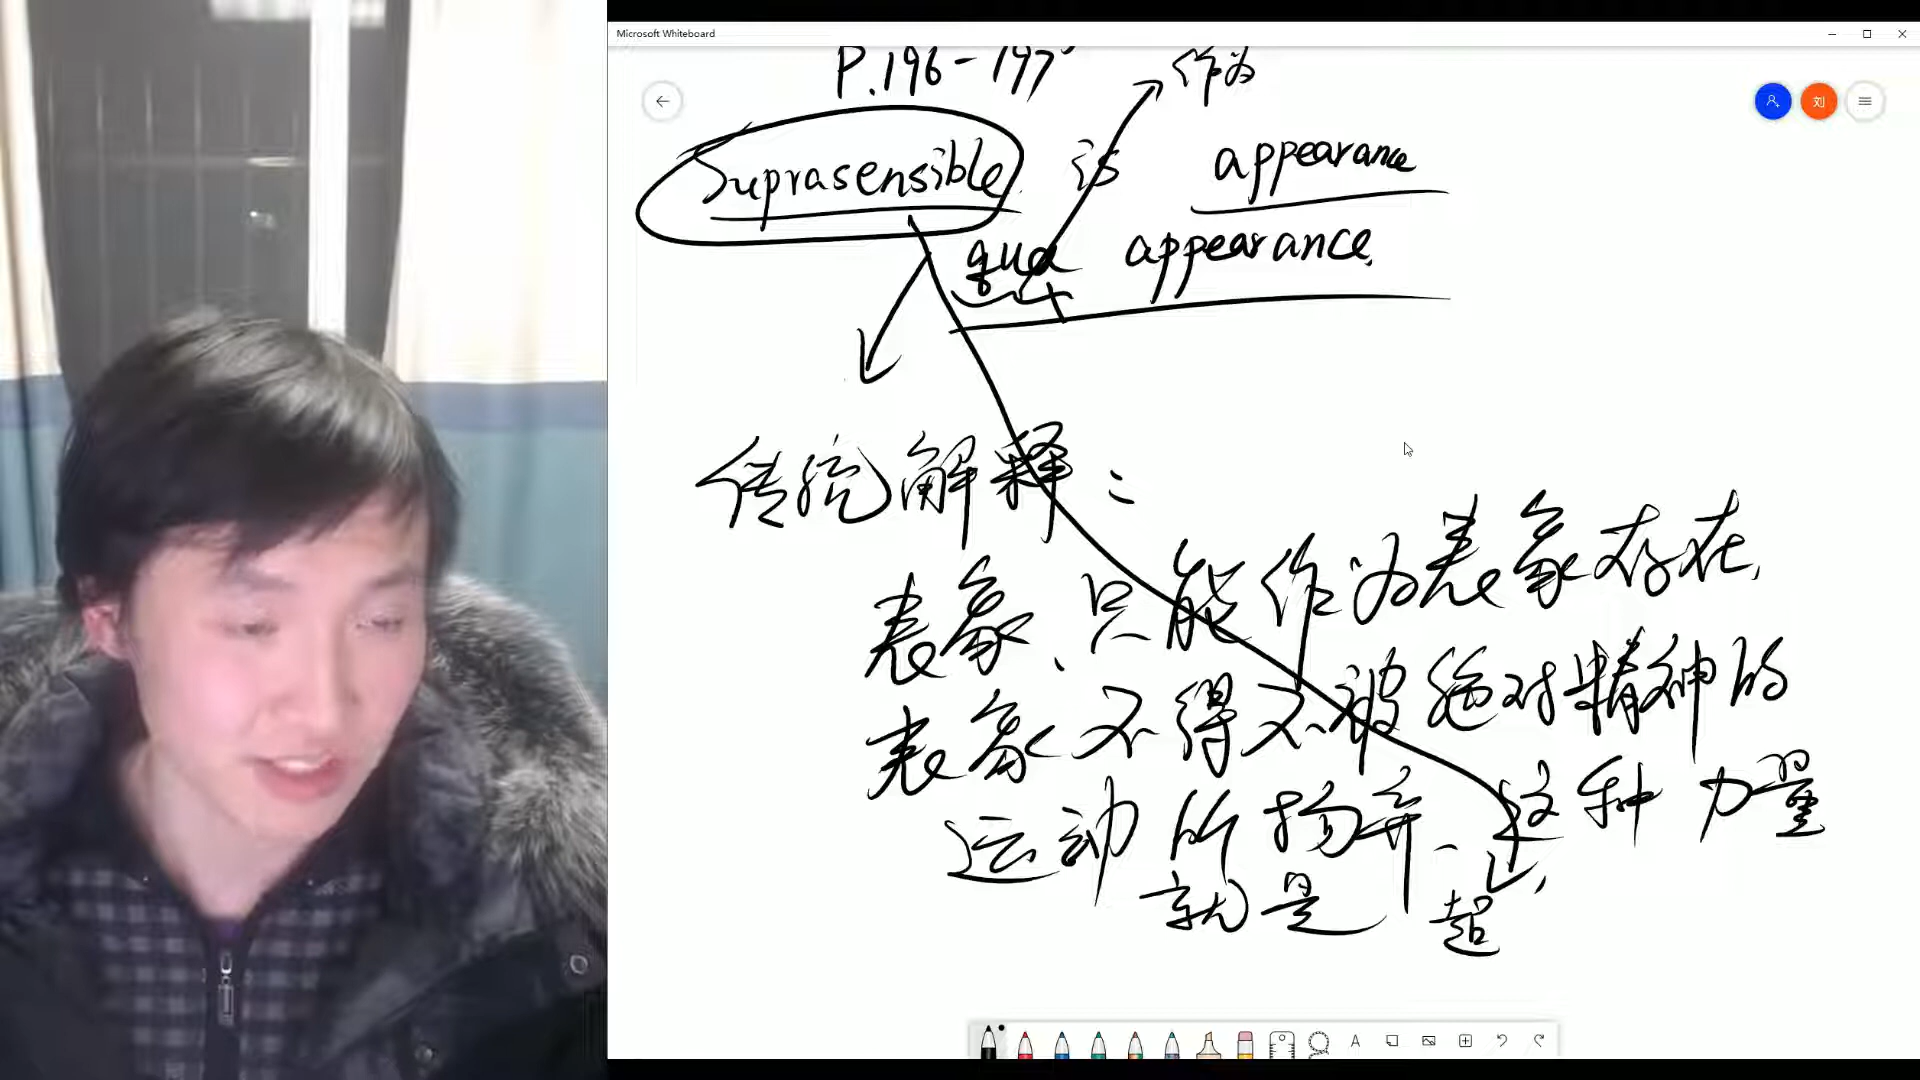 Microsoft Whiteboard
P.196-197
作为
刘
Suprasensible is appearance
qua appearance.
传统解释：
表象、只能作为表象存在,
表象不得不被绝对精神的
运动所扬弃、这种力量
就是 超
A